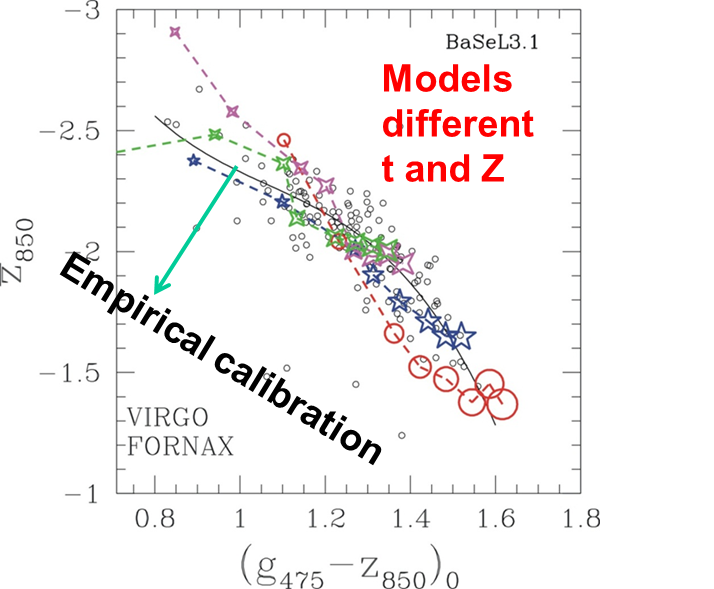 −3
BaSeL3.1
Models
different
t and Z
−2.5
−2
z̅850
Empirical calibration
−1.5
VIRGO
FORNAX
−1
0.8 1 1.2 1.4 1.6 1.8
(g475−z850)0